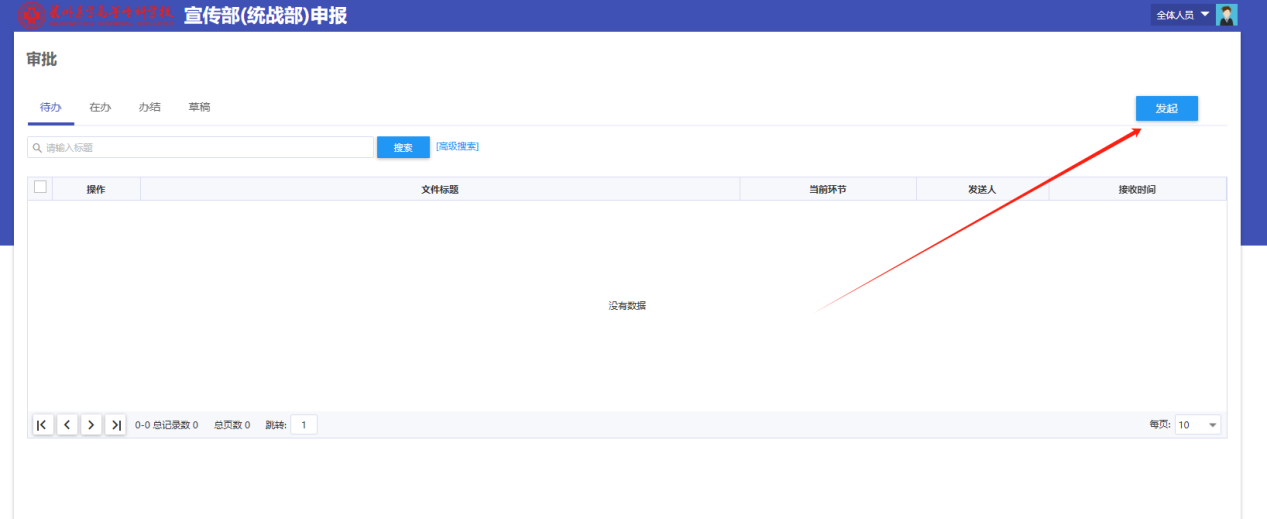 宣传部(统战部)申报
全体人员
审批
待办 在办 办结 草稿
发起
请输入标题 搜索 [高级搜索]
操作 文件标题 当前环节 发送人 接收时间
没有数据
0-0 总记录数 0 总页数 0 跳转: 1 每页: 10